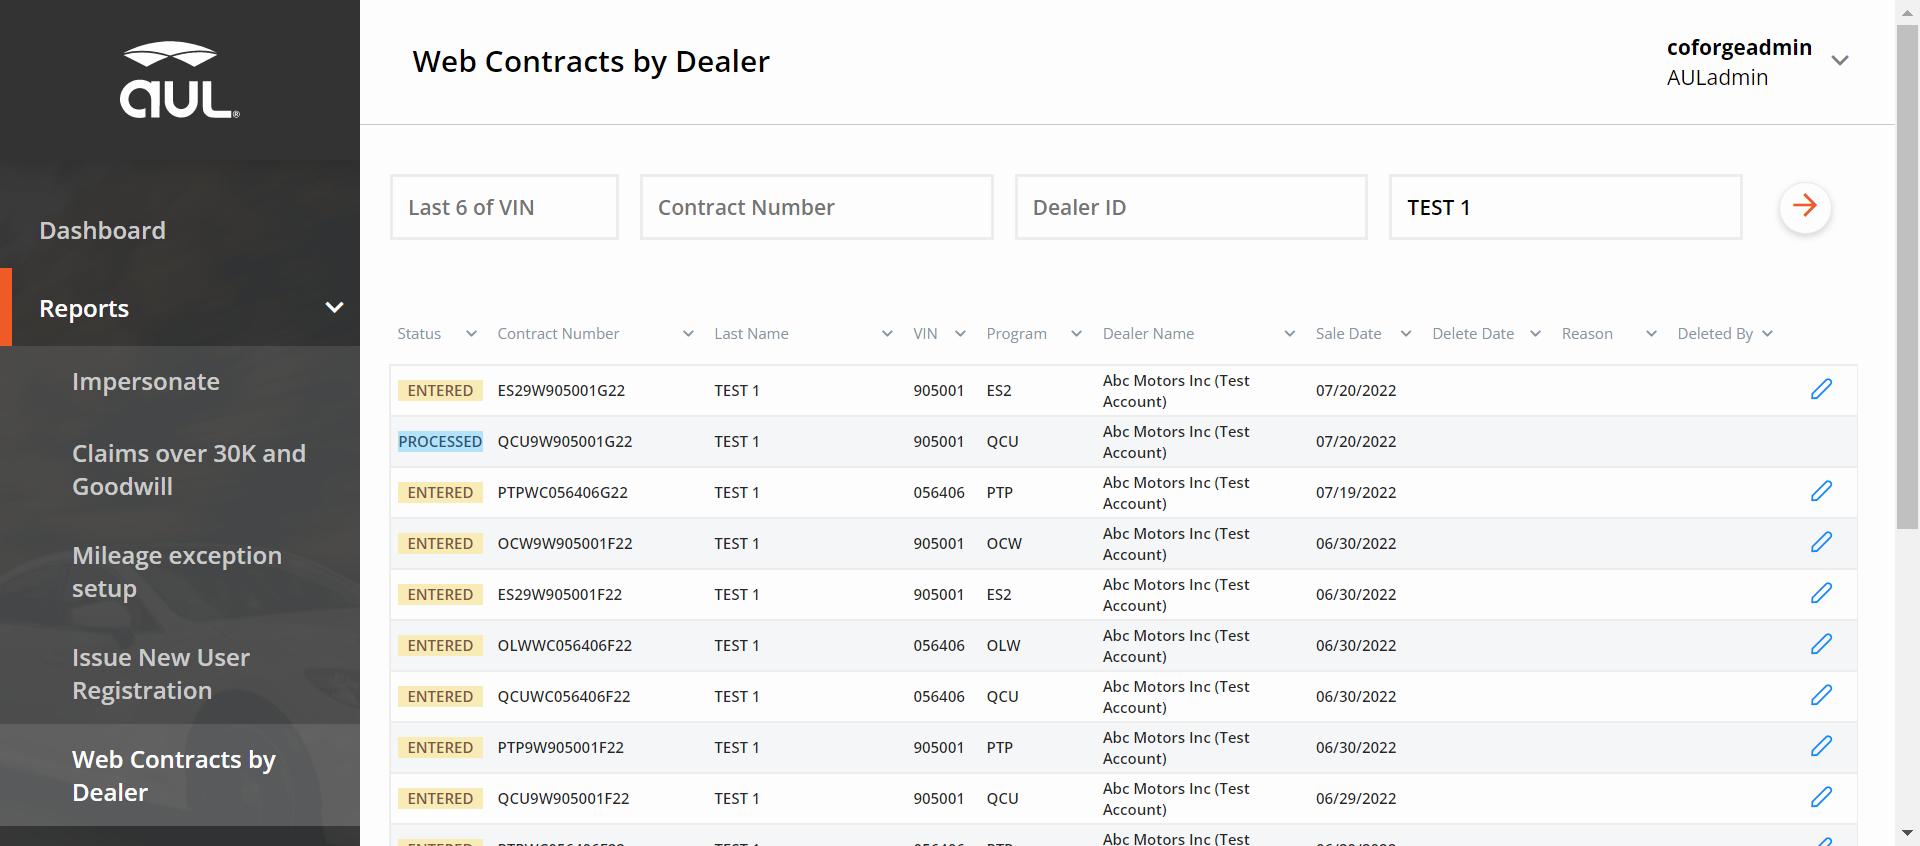 aUL®
Dashboard
Reports
Impersonate
Claims over 30K and
Goodwill
Mileage exception
setup
Issue New User
Registration
Web Contracts by
Dealer
Web Contracts by Dealer
coforgeadmin
AULadmin
Last 6 of VIN Contract Number Dealer ID TEST 1
Status Contract Number Last Name VIN Program Dealer Name Sale Date Delete Date Reason Deleted By
ENTERED ES29W905001G22 TEST 1 905001 ES2 Abc Motors Inc (Test Account) 07/20/2022
PROCESSED QCU9W905001G22 TEST 1 905001 QCU Abc Motors Inc (Test Account) 07/20/2022
ENTERED PTPWC056406G22 TEST 1 056406 PTP Abc Motors Inc (Test Account) 07/19/2022
ENTERED OCW9W905001F22 TEST 1 905001 OCW Abc Motors Inc (Test Account) 06/30/2022
ENTERED ES29W905001F22 TEST 1 905001 ES2 Abc Motors Inc (Test Account) 06/30/2022
ENTERED OLWWC056406F22 TEST 1 056406 OLW Abc Motors Inc (Test Account) 06/30/2022
ENTERED QCUWC056406F22 TEST 1 056406 QCU Abc Motors Inc (Test Account) 06/30/2022
ENTERED PTP9W905001F22 TEST 1 905001 PTP Abc Motors Inc (Test Account) 06/30/2022
ENTERED QCU9W905001F22 TEST 1 905001 QCU Abc Motors Inc (Test Account) 06/29/2022
Abc Motors Inc (Test